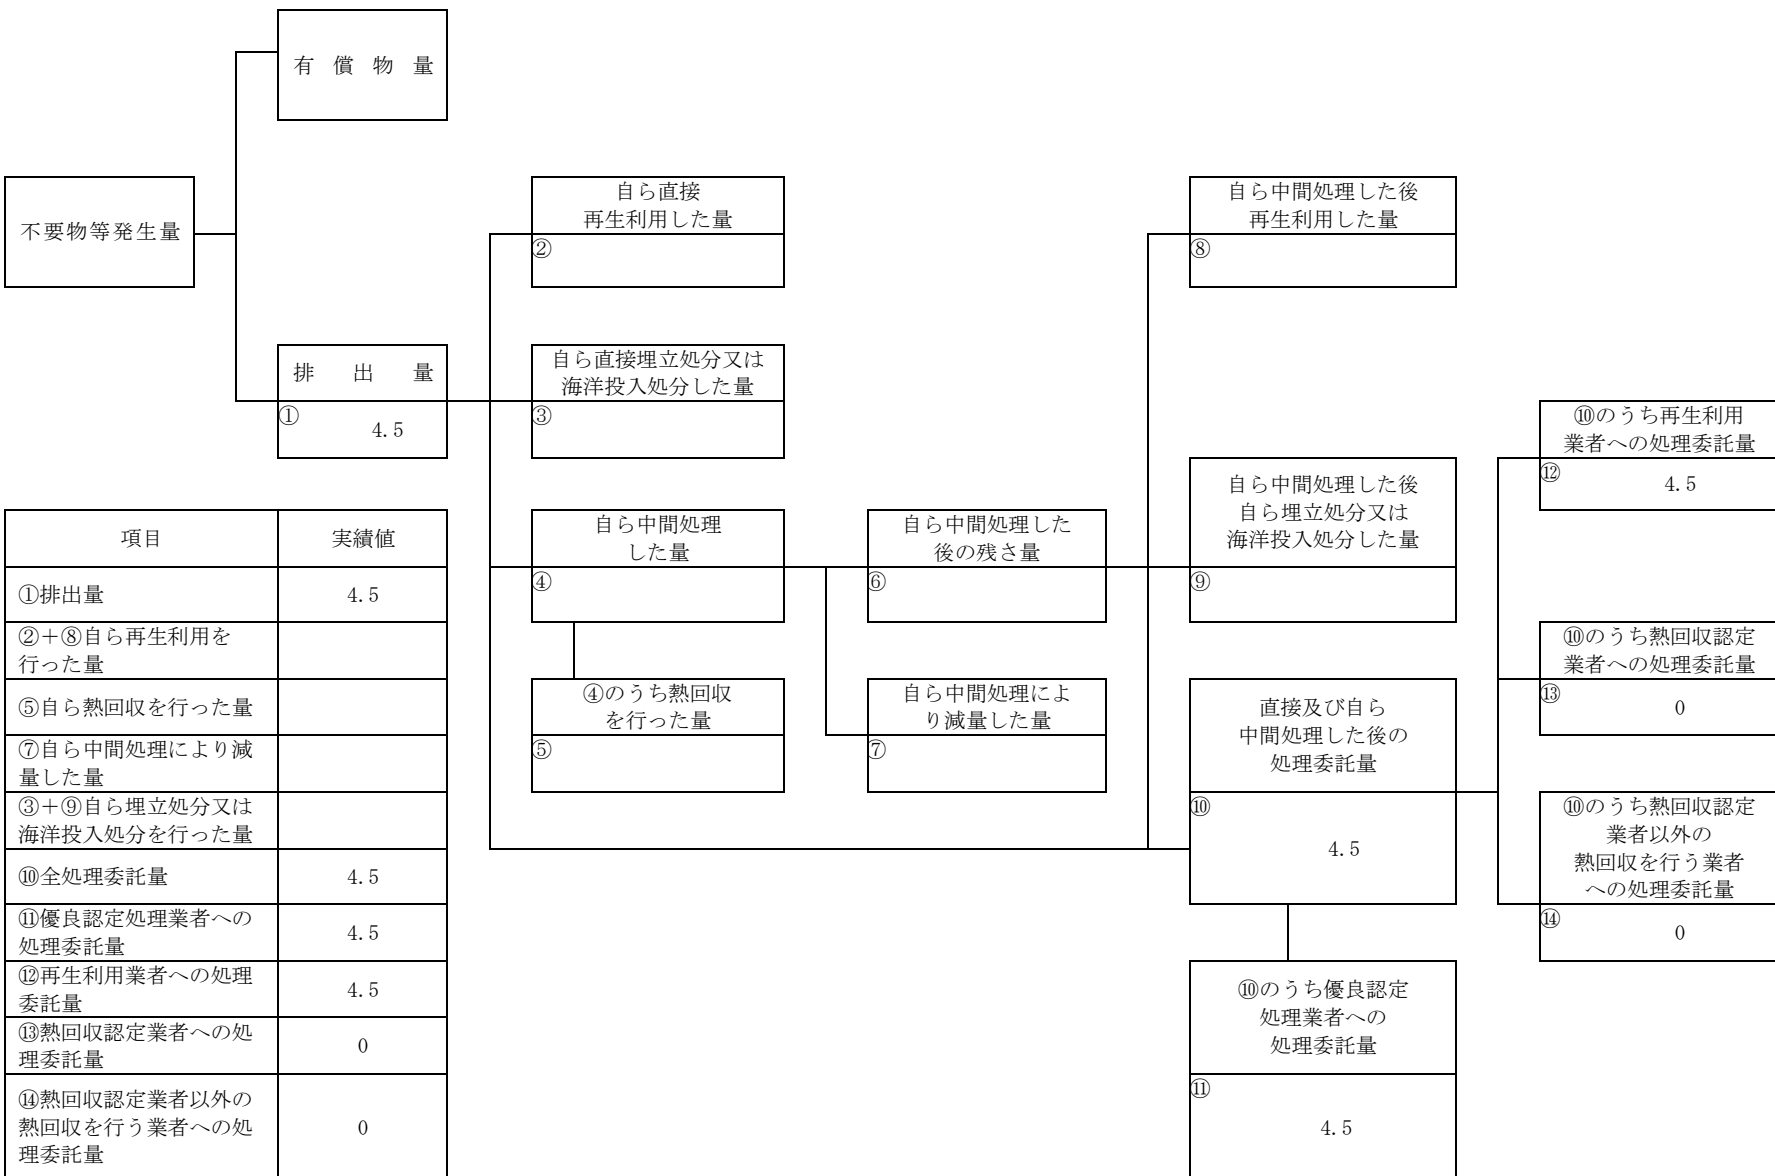 有償物量
不要物等発生量
自ら直接
再生利用した量
②
自ら中間処理した後
再生利用した量
⑧
排出量
①
4.5
自ら直接埋立処分又は
海洋投入処分した量
③
⑩のうち再生利用
業者への処理委託量
⑫
4.5
自ら中間処理した後
自ら埋立処分又は
海洋投入処分した量
⑨
自ら中間処理
した量
④
自ら中間処理した
後の残さ量
⑥
⑩のうち熱回収認定
業者への処理委託量
⑬
0
④のうち熱回収
を行った量
⑤
自ら中間処理によ
り減量した量
⑦
直接及び自ら
中間処理した後の
処理委託量
⑩
4.5
⑩のうち熱回収認定
業者以外の
熱回収を行う業者
への処理委託量
⑭
0
⑩のうち優良認定
処理業者への
処理委託量
⑪
4.5
項目 実績値
①排出量 4.5
②+⑧自ら再生利用を
行った量
⑤自ら熱回収を行った量
⑦自ら中間処理により減
量した量
③+⑨自ら埋立処分又は
海洋投入処分を行った量
⑩全処理委託量 4.5
⑪優良認定処理業者への
処理委託量 4.5
⑫再生利用業者への処理
委託量 4.5
⑬熱回収認定業者への処
理委託量 0
⑭熱回収認定業者以外の
熱回収を行う業者への処
理委託量 0